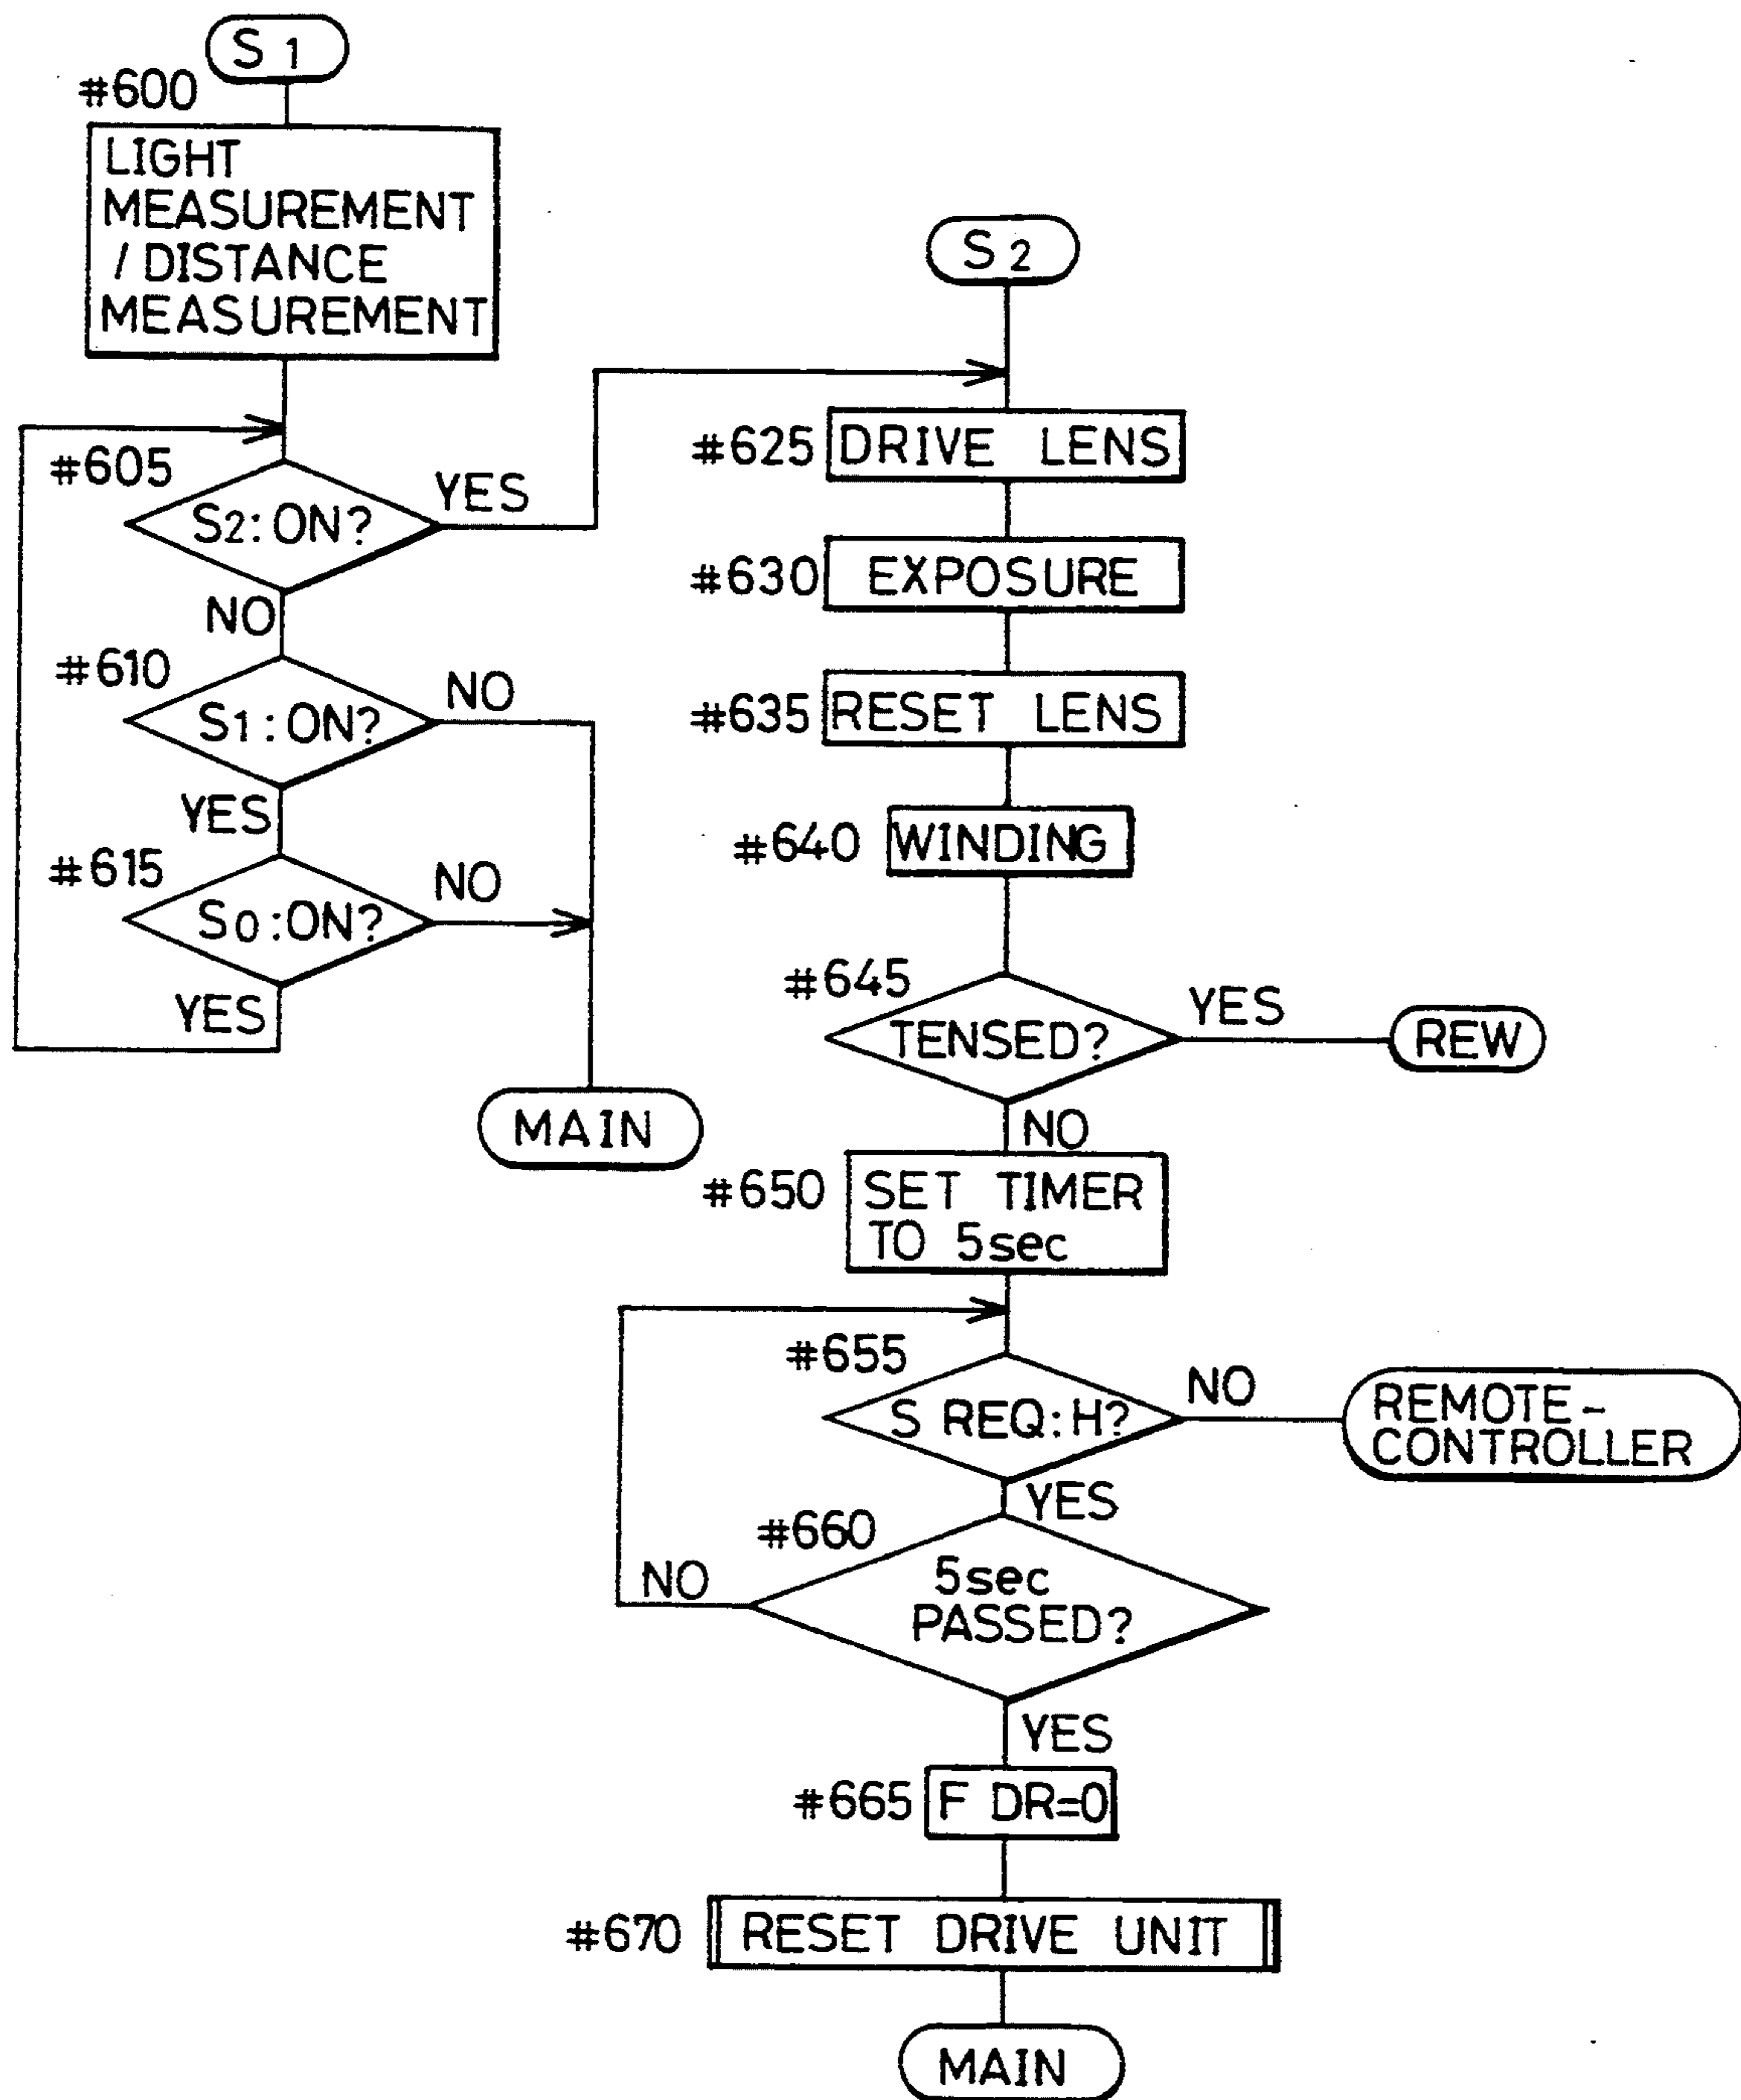 S1
#600
LIGHT
MEASUREMENT
/DISTANCE
MEASUREMENT
#605
S2:ON?
YES
NO
#610
S1:ON?
NO
YES
#615
S0:ON?
NO
YES
MAIN
S2
#625
DRIVE LENS
#630
EXPOSURE
#635
RESET LENS
#640
WINDING
#645
TENSED?
YES
REW
NO
#650
SET TIMER
TO 5sec
#655
S REQ:H?
NO
REMOTE-
CONTROLLER
YES
#660
5sec
PASSED?
NO
YES
#665
F DR=0
#670
RESET DRIVE UNIT
MAIN